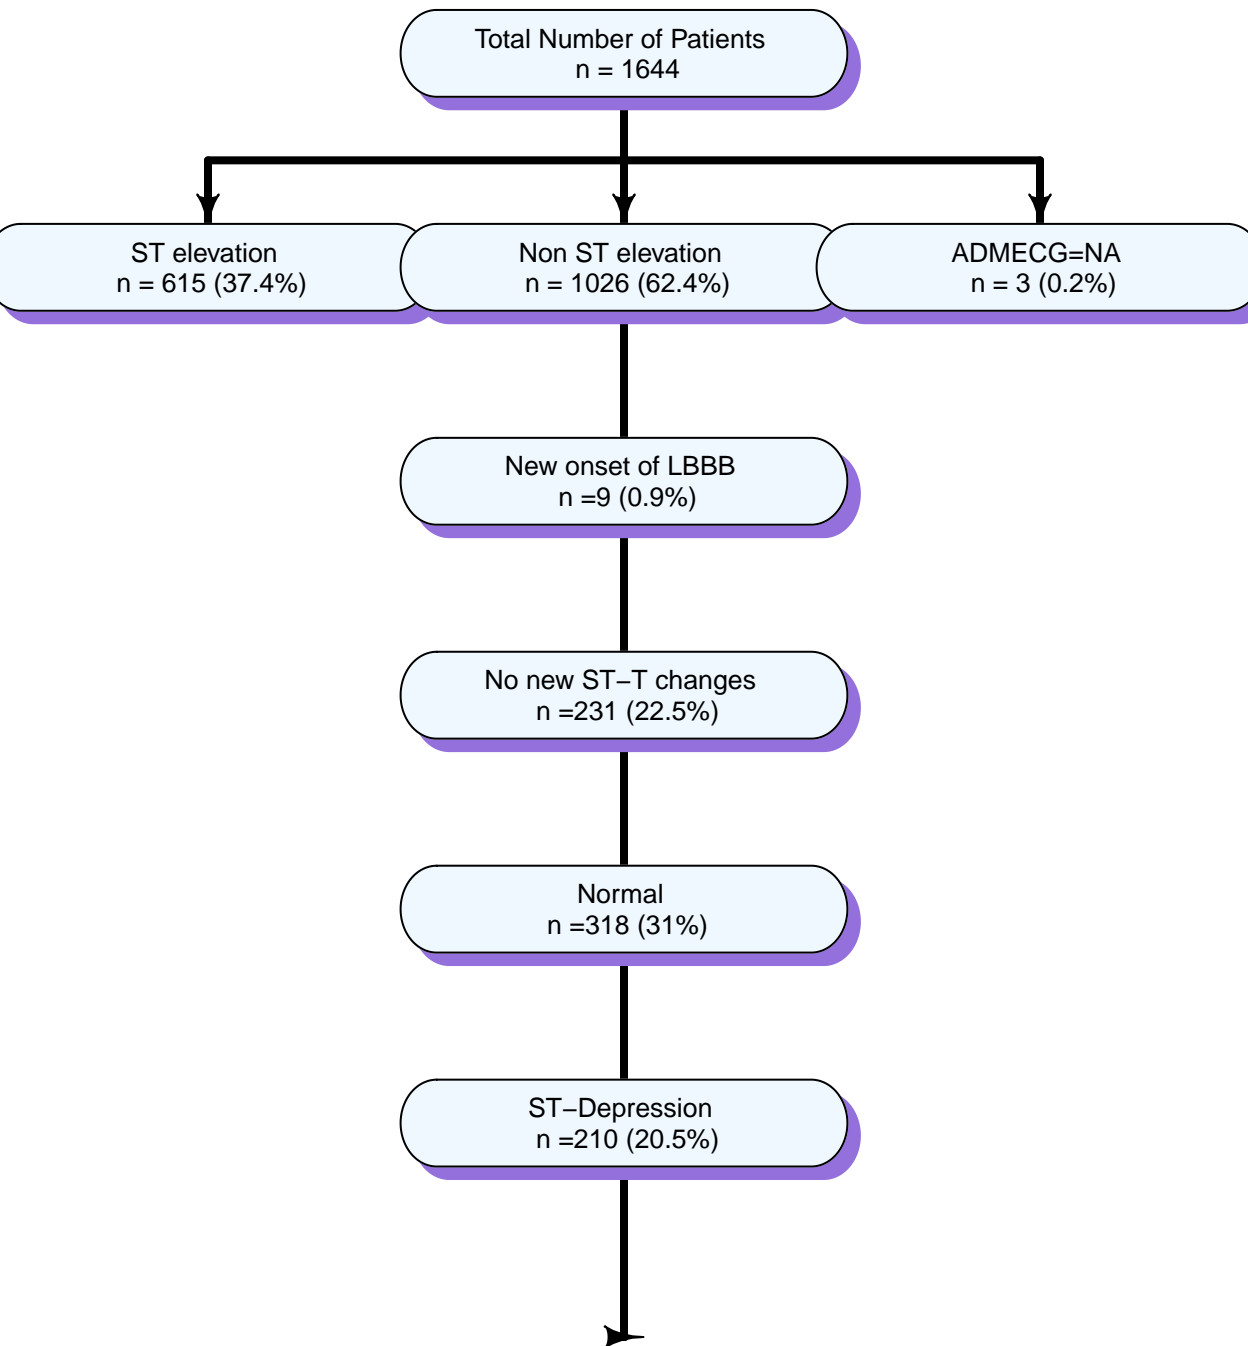 Total Number of Patients
n = 1644
ST elevation
n = 615 (37.4%)
Non ST elevation
n = 1026 (62.4%)
ADMECG=NA
n = 3 (0.2%)
New onset of LBBB
n =9 (0.9%)
No new ST−T changes
n =231 (22.5%)
Normal
n =318 (31%)
ST−Depression
n =210 (20.5%)